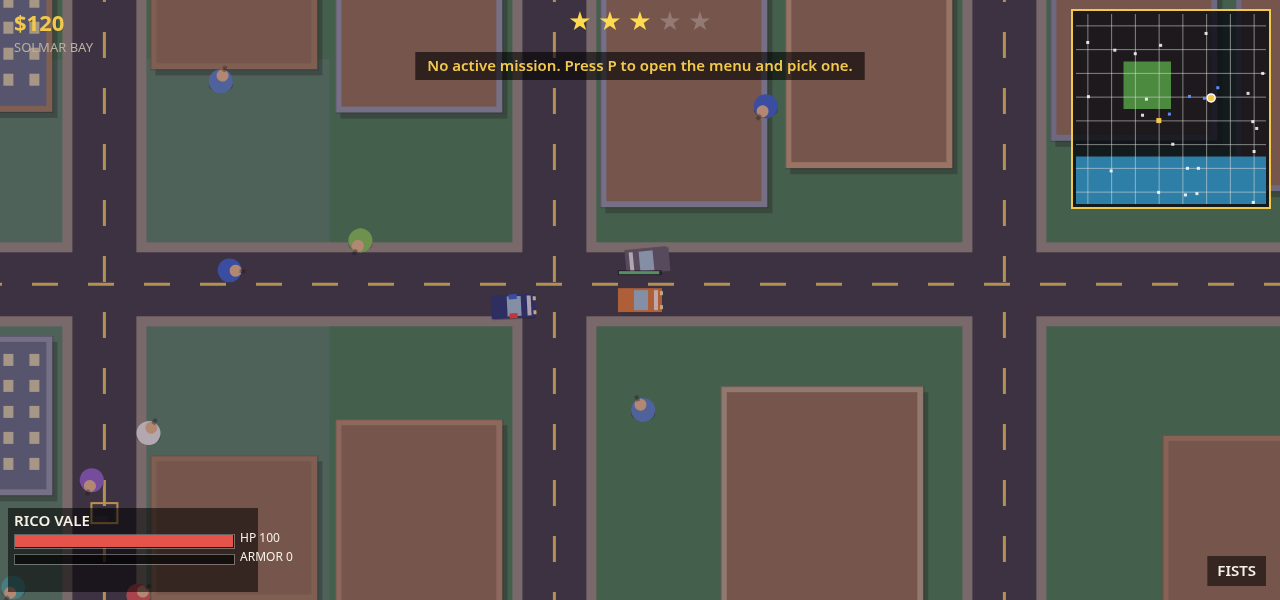 $120
SOLMAR BAY
No active mission. Press P to open the menu and pick one.
RICO VALE
HP 100
ARMOR 0
FISTS